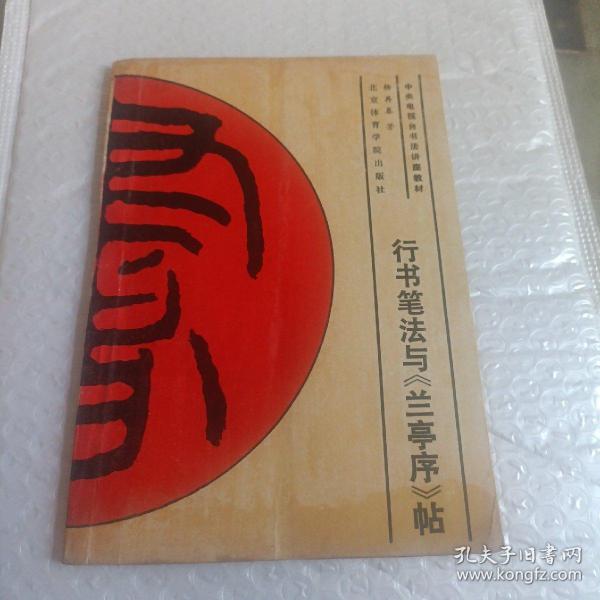 中央电视台书法讲座教材
杨再春 著
北京体育学院出版社
行书笔法与《兰亭序》帖
孔夫子旧书网
www.kongfz.com